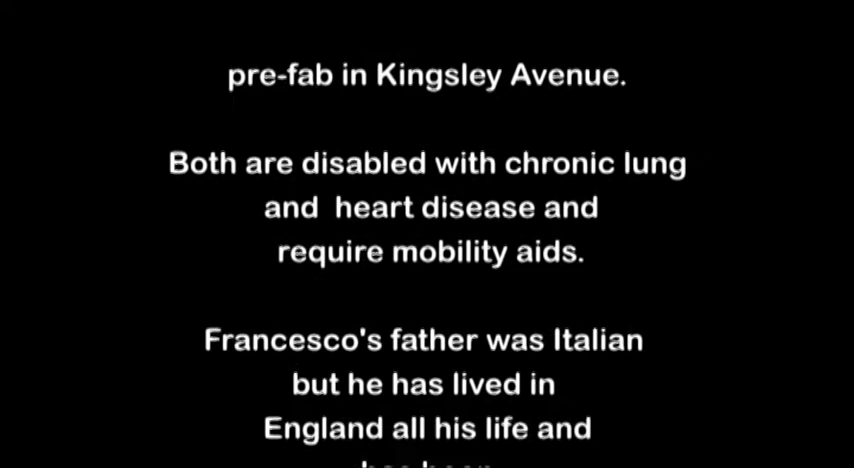 pre-fab in Kingsley Avenue.
Both are disabled with chronic lung
and heart disease and
require mobility aids.
Francesco's father was Italian
but he has lived in
England all his life and